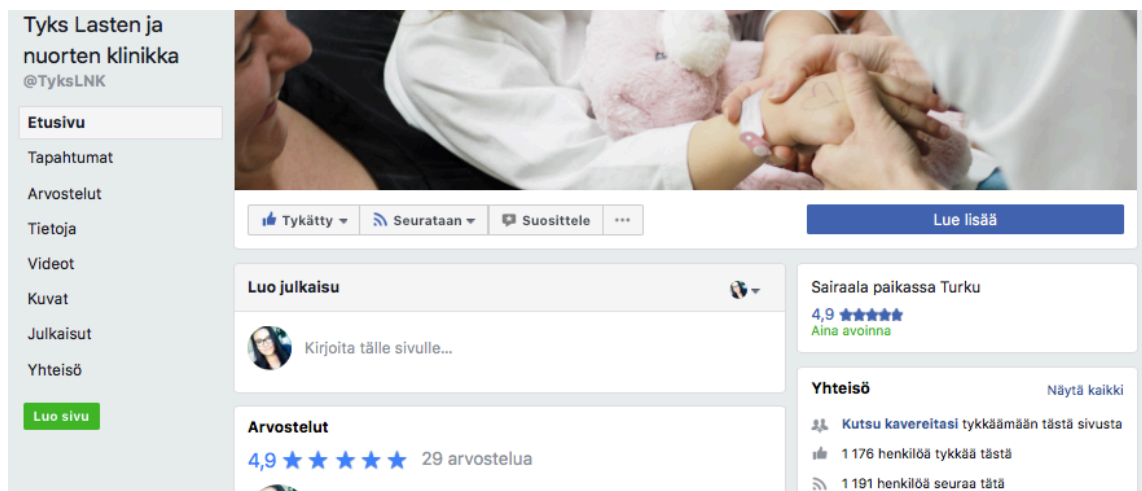 Tyks Lasten ja
nuorten klinikka
@TyksLNK
Etusivu
Tapahtumat
Arvostelut
Tietoja
Videot
Kuvat
Julkaisut
Yhteisö
Luo sivu
Tykätty
Seurataan
Suosittele
Lue lisää
Luo julkaisu
Kirjoita tälle sivulle...
Arvostelut
4,9
29 arvostelua
Sairaala paikassa Turku
4,9
Aina avoinna
Yhteisö
Näytä kaikki
Kutsu kavereitasi tykkäämään tästä sivusta
1 176 henkilöä tykkää tästä
1 191 henkilöä seuraa tätä